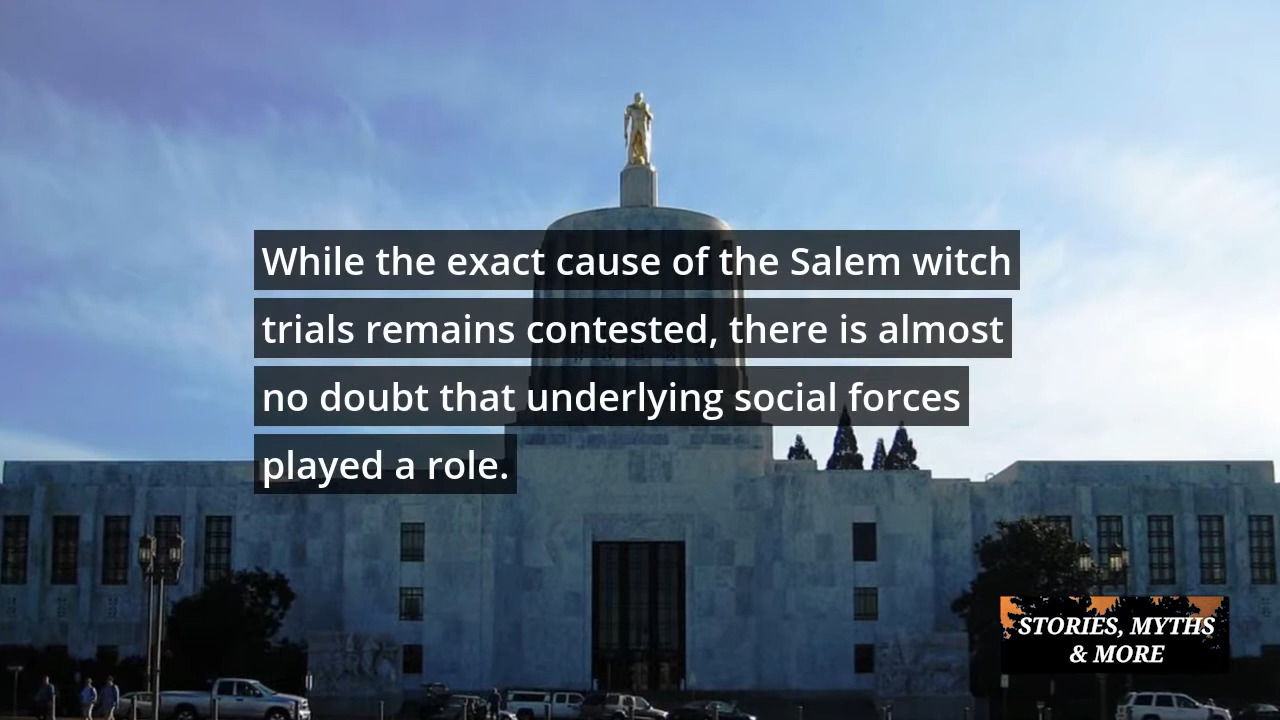 While the exact cause of the Salem witch
trials remains contested, there is almost
no doubt that underlying social forces
played a role.
STORIES, MYTHS
& MORE